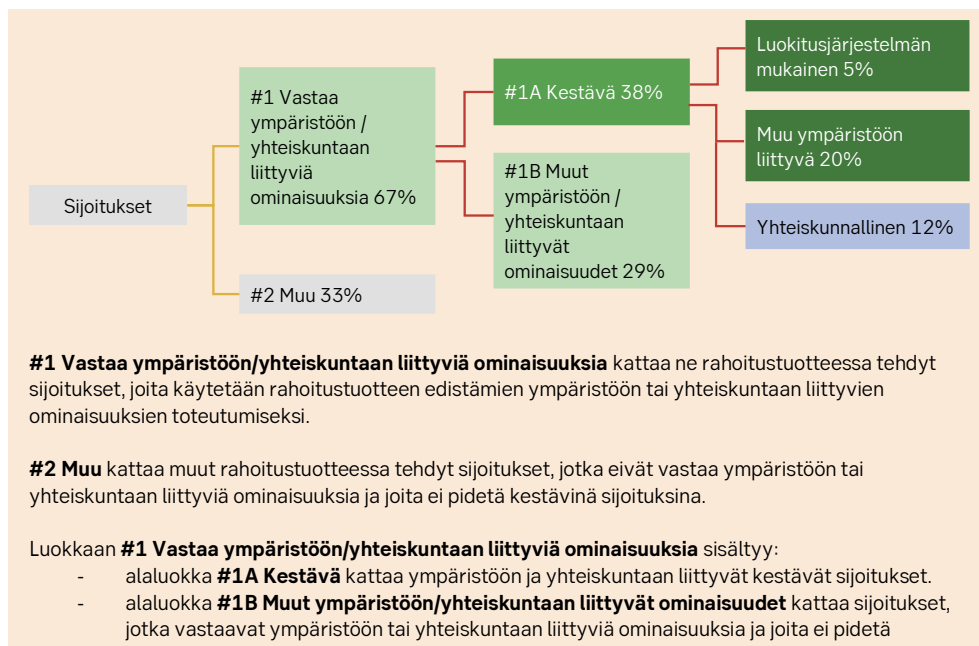 Sijoitukset
#1 Vastaa
ympäristöön /
yhteiskuntaan
liittyviä
ominaisuuksia 67%
#2 Muu 33%
#1A Kestävä 38%
#1B Muut
ympäristöön /
yhteiskuntaan
liittyvät
ominaisuudet 29%
Luokitusjärjestelmän
mukainen 5%
Muu ympäristöön
liittyvä 20%
Yhteiskunnallinen 12%
#1 Vastaa ympäristöön/yhteiskuntaan liittyviä ominaisuuksia kattaa ne rahoitustuotteessa tehdyt
sijoitukset, joita käytetään rahoitustuotteen edistämien ympäristöön tai yhteiskuntaan liittyvien
ominaisuuksien toteutumiseksi.
#2 Muu kattaa muut rahoitustuotteessa tehdyt sijoitukset, jotka eivät vastaa ympäristöön tai
yhteiskuntaan liittyviä ominaisuuksia ja joita ei pidetä kestävinä sijoituksina.
Luokkaan #1 Vastaa ympäristöön/yhteiskuntaan liittyviä ominaisuuksia sisältyy:
- alaluokka #1A Kestävä kattaa ympäristöön ja yhteiskuntaan liittyvät kestävät sijoitukset.
- alaluokka #1B Muut ympäristöön/yhteiskuntaan liittyvät ominaisuudet kattaa sijoitukset,
jotka vastaavat ympäristöön tai yhteiskuntaan liittyviä ominaisuuksia ja joita ei pidetä